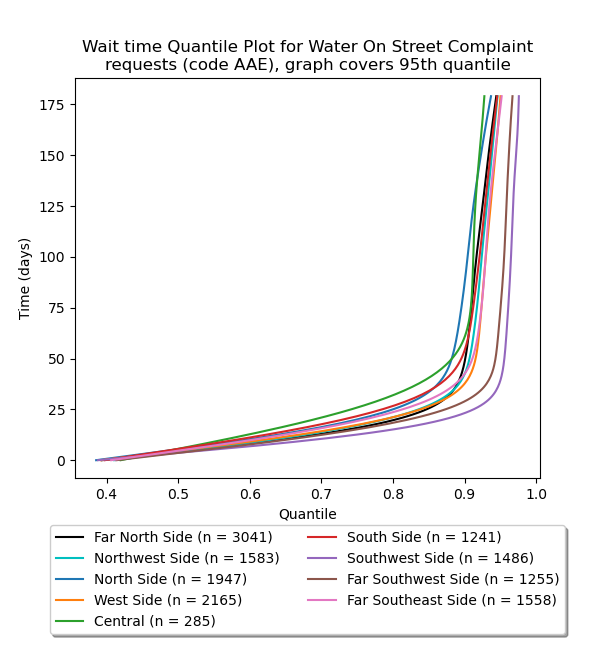 Wait time Quantile Plot for Water On Street Complaint
requests (code AAE), graph covers 95th quantile
175
150
125
100
75
50
25
0
Time (days)
0.4 0.5 0.6 0.7 0.8 0.9 1.0
Quantile
Far North Side (n = 3041)
Northwest Side (n = 1583)
North Side (n = 1947)
West Side (n = 2165)
Central (n = 285)
South Side (n = 1241)
Southwest Side (n = 1486)
Far Southwest Side (n = 1255)
Far Southeast Side (n = 1558)